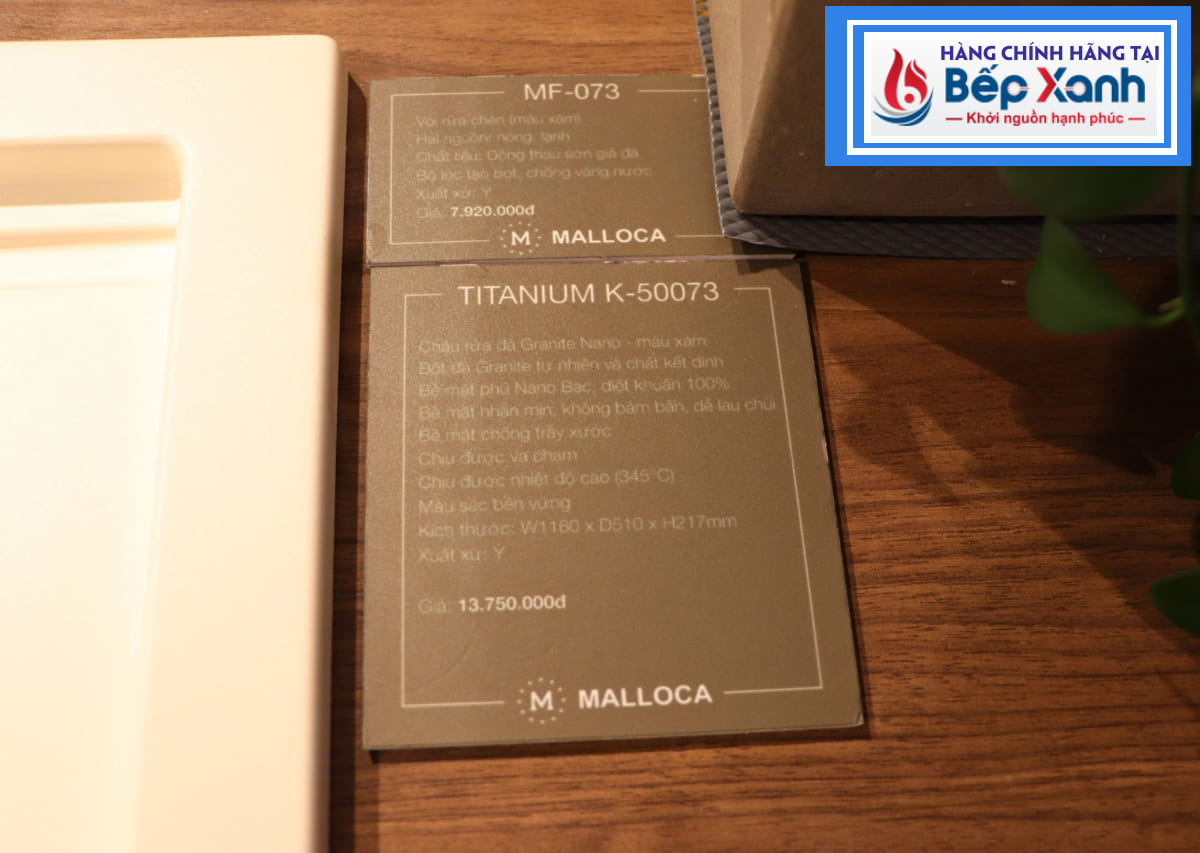 HÀNG CHÍNH HÃNG TẠI
Bếp Xanh
Khởi nguồn hạnh phúc
MF-073
Vòi rửa chén (màu xám)
Hai nguồn: nóng, lạnh
Chất liệu: Đồng thau sơn giả đá
Bộ lọc tạo bọt, chống văng nước
Xuất xứ: Ý
Giá: 7.920.000đ
M MALLOCA
TITANIUM K-50073
Chậu rửa đá Granite Nano - màu xám
Bột đá Granite tự nhiên và chất kết dính
Bề mặt phủ Nano Bạc, diệt khuẩn 100%
Bề mặt nhẵn mịn, không bám bẩn, dễ lau chùi
Bề mặt chống trầy xước
Chịu được va chạm
Chịu được nhiệt độ cao (345°C)
Màu sắc bền vững
Kích thước: W1160 x D510 x H217mm
Xuất xứ: Ý
Giá: 13.750.000đ
M MALLOCA